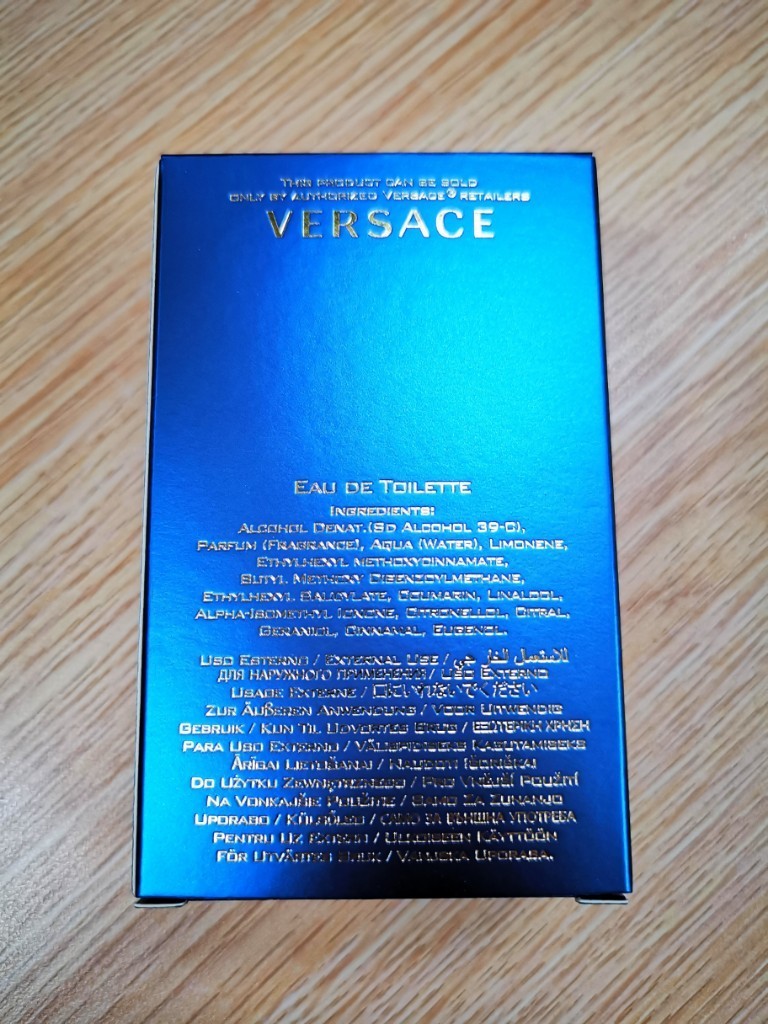 THIS PRODUCT CAN BE SOLD
ONLY BY AUTHORIZED VERSACE® RETAILERS
VERSACE
EAU DE TOILETTE
INGREDIENTS:
ALCOHOL DENAT.(SD ALCOHOL 39-C),
PARFUM (FRAGRANCE), AQUA (WATER), LIMONENE,
ETHYLHEXYL METHOXYCINNAMATE,
BUTYL METHOXY DIBENZOYLMETHANE,
ETHYLHEXYL SALICYLATE, COUMARIN, LINALOOL,
ALPHA-ISOMETHYL IONONE, CITRONELLOL, CITRAL,
GERANIOL, CINNAMAL, EUGENOL.
USO ESTERNO / EXTERNAL USE /
ДЛЯ НАРУЖНОГО ПРИМЕНЕНИЯ / USO EXTERNO
USAGE EXTERNE /
ZUR ÄUßEREN ANWENDUNG / VOOR UITWENDIG
GEBRUIK / KUN TIL UDVORTES BRUG /
PARA USO EXTERNO / VÄLISPIDISEKS KASUTAMISEKS
ĀRĪGAI LIETOŠANAI / NAUDOTI IŠORIŠKAI
DO UŻYTKU ZEWNĘTRZNEGO / PRO VNĚJŠÍ POUŽITÍ
NA VONKAJŠIE POUŽITIE / SAMO ZA ZUNANJO
UPORABO / KÜLSŐLEG / САМО ЗА ВЪНШНА УПОТРЕБА
PENTRU UZ EXTERN / ULKOISEEN KÄYTTÖÖN
FÖR UTVÄRTES BRUK / VANJSKA UPORABA.